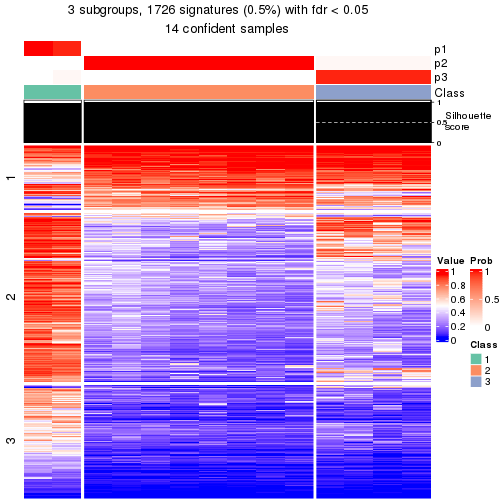 3 subgroups, 1726 signatures (0.5%) with fdr < 0.05
14 confident samples
p1
p2
p3
Class
1
0.5
0
Silhouette
score
1
2
3
Value
1
0.8
0.6
0.4
0.2
0
Prob
1
0.5
0
Class
1
2
3